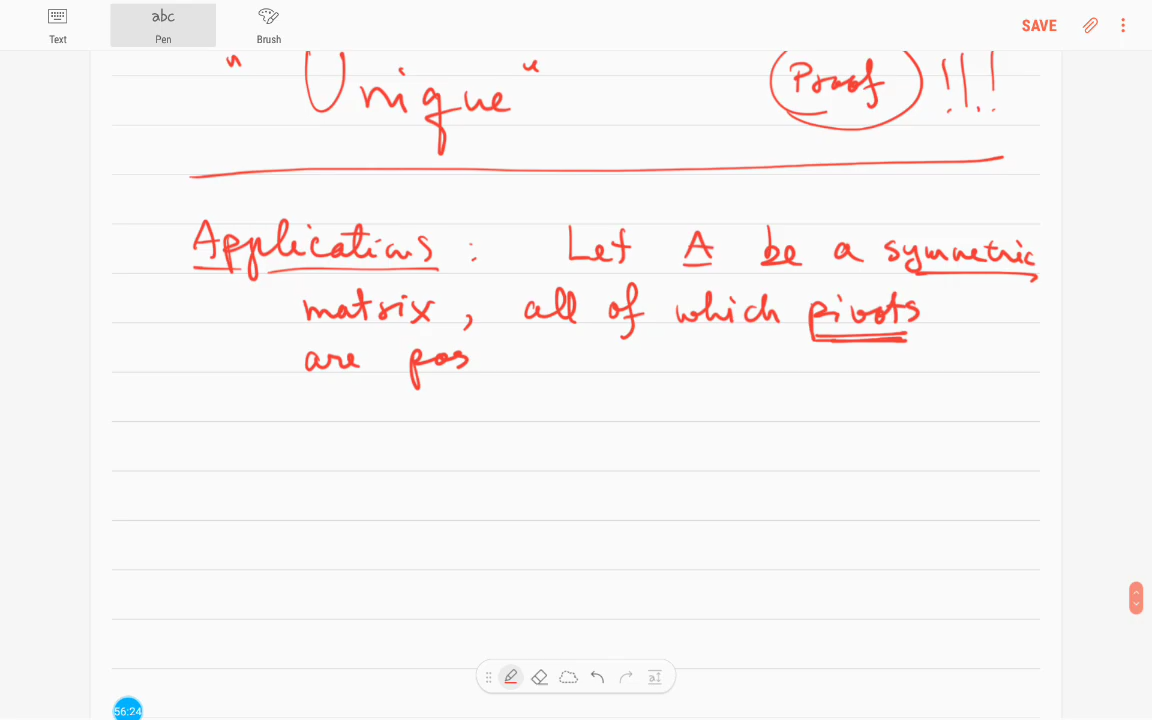 Text
abc
Pen
Brush
SAVE
"Unique"
Proof !!!
Applications : Let A be a symmetric
matrix, all of which pivots
are pos
56:24